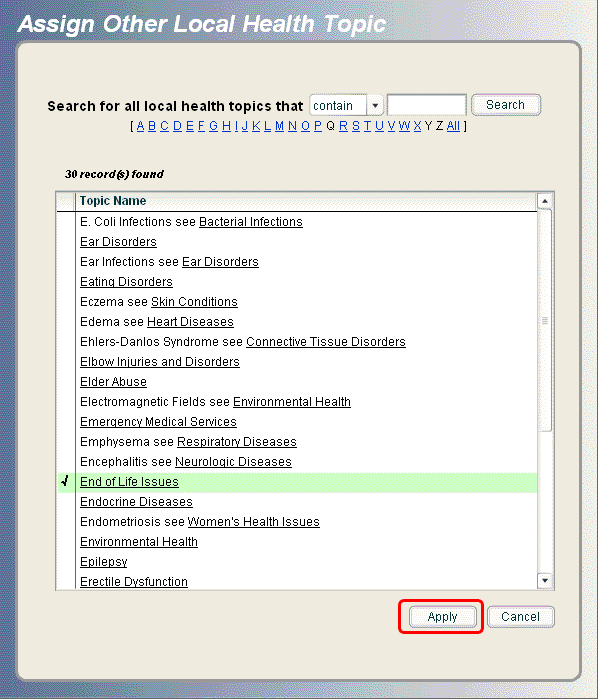 Assign Other Local Health Topic
Search for all local health topics that contain Search
[ A B C D E F G H I J K L M N O P Q R S T U V W X Y Z All ]
30 record(s) found
Topic Name
E. Coli Infections see Bacterial Infections
Ear Disorders
Ear Infections see Ear Disorders
Eating Disorders
Eczema see Skin Conditions
Edema see Heart Diseases
Ehlers-Danlos Syndrome see Connective Tissue Disorders
Elbow Injuries and Disorders
Elder Abuse
Electromagnetic Fields see Environmental Health
Emergency Medical Services
Emphysema see Respiratory Diseases
Encephalitis see Neurologic Diseases
End of Life Issues
Endocrine Diseases
Endometriosis see Women's Health Issues
Environmental Health
Epilepsy
Erectile Dysfunction
Apply Cancel